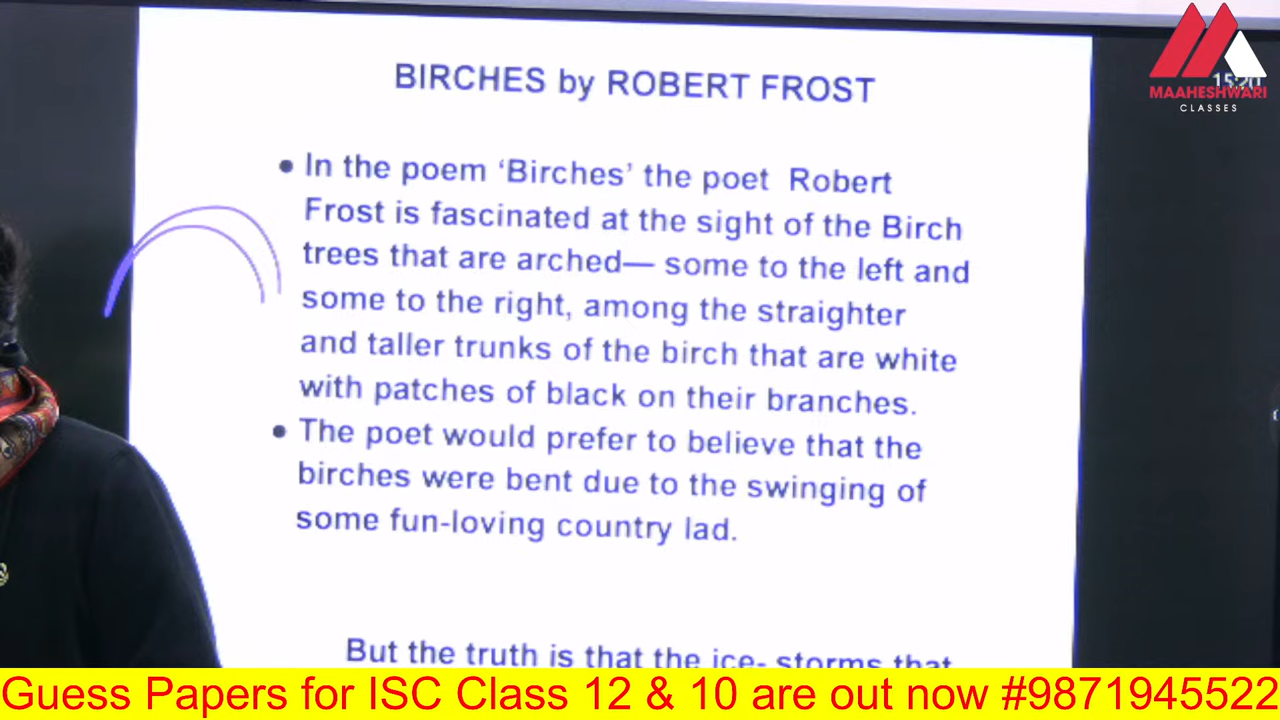 BIRCHES by ROBERT FROST
15:20
MAAHESHWARI
CLASSES
• In the poem ‘Birches’ the poet Robert
Frost is fascinated at the sight of the Birch
trees that are arched— some to the left and
some to the right, among the straighter
and taller trunks of the birch that are white
with patches of black on their branches.
• The poet would prefer to believe that the
birches were bent due to the swinging of
some fun-loving country lad.
But the truth is that the ice- storms that
Guess Papers for ISC Class 12 & 10 are out now #9871945522